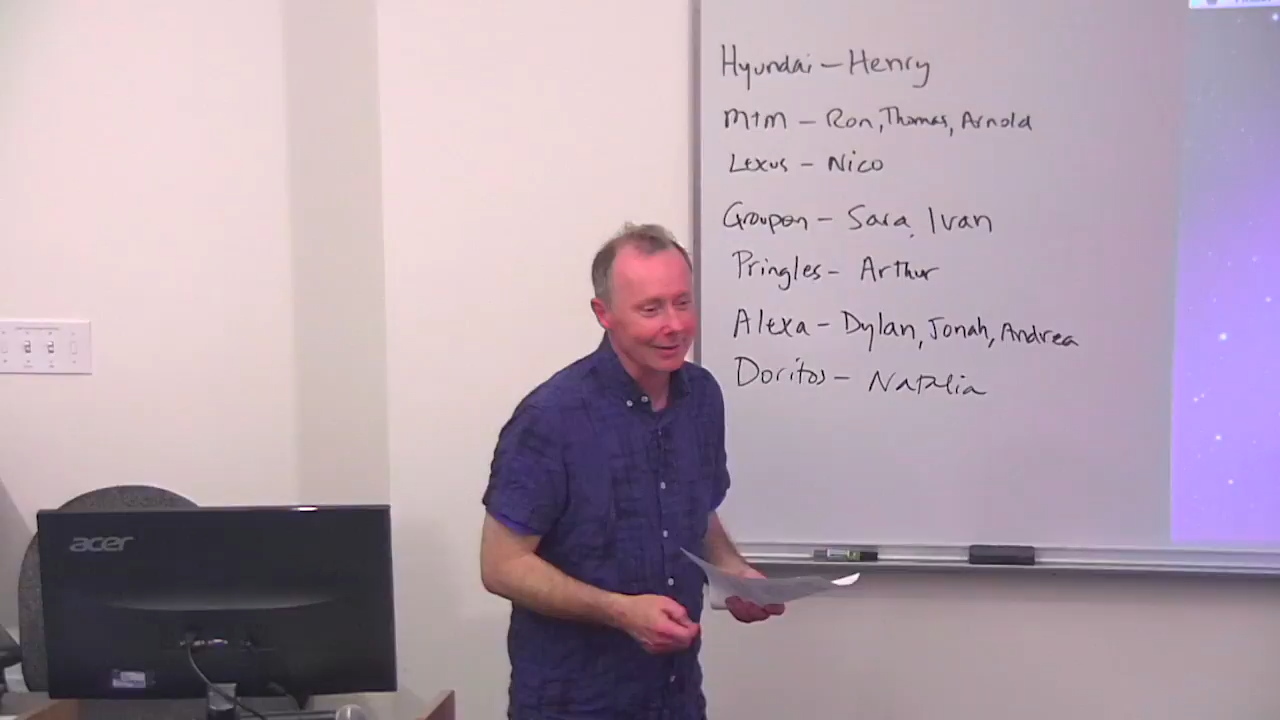 Hyundai - Henry
M+M - Ron, Thomas, Arnold
Lexus - Nico
Groupon - Sara, Ivan
Pringles - Arthur
Alexa - Dylan, Jonah, Andrea
Doritos - Natalia
acer